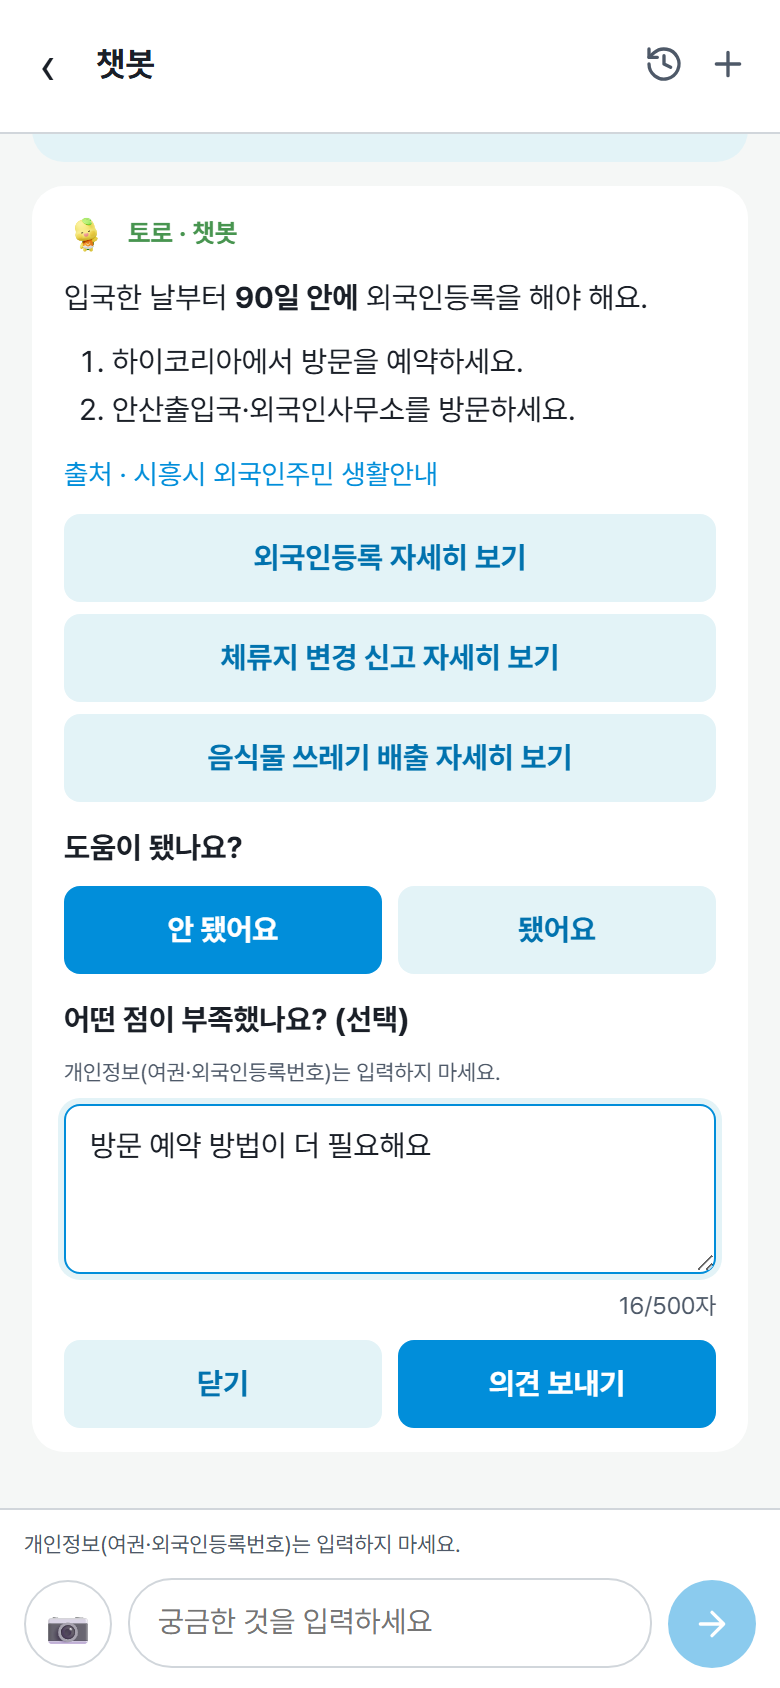 챗봇
토로 · 챗봇
입국한 날부터 90일 안에 외국인등록을 해야 해요.
1. 하이코리아에서 방문을 예약하세요.
2. 안산출입국·외국인사무소를 방문하세요.
출처 · 시흥시 외국인주민 생활안내
외국인등록 자세히 보기
체류지 변경 신고 자세히 보기
음식물 쓰레기 배출 자세히 보기
도움이 됐나요?
안 됐어요
됐어요
어떤 점이 부족했나요? (선택)
개인정보(여권·외국인등록번호)는 입력하지 마세요.
방문 예약 방법이 더 필요해요
16/500자
닫기
의견 보내기
개인정보(여권·외국인등록번호)는 입력하지 마세요.
궁금한 것을 입력하세요